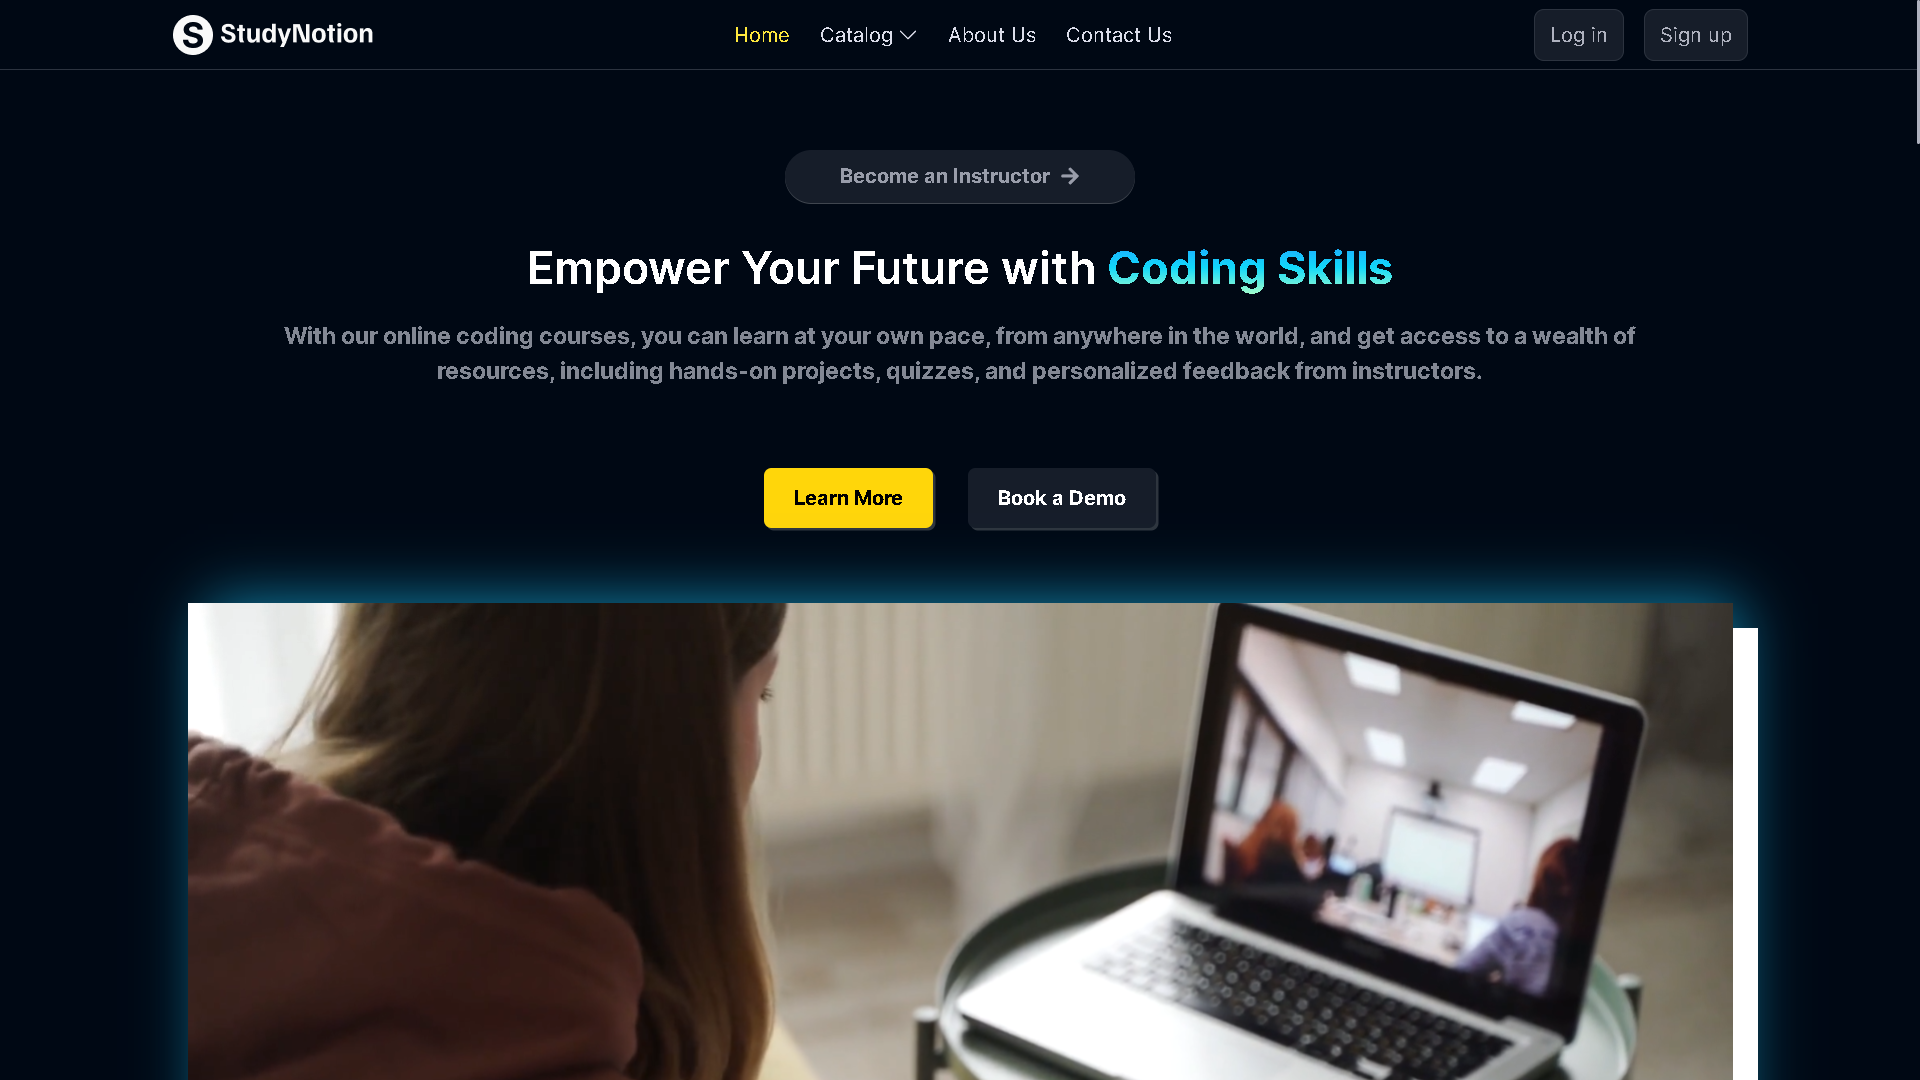 S StudyNotion
Home Catalog About Us Contact Us
Log in Sign up
Become an Instructor
Empower Your Future with Coding Skills
With our online coding courses, you can learn at your own pace, from anywhere in the world, and get access to a wealth of
resources, including hands-on projects, quizzes, and personalized feedback from instructors.
Learn More Book a Demo